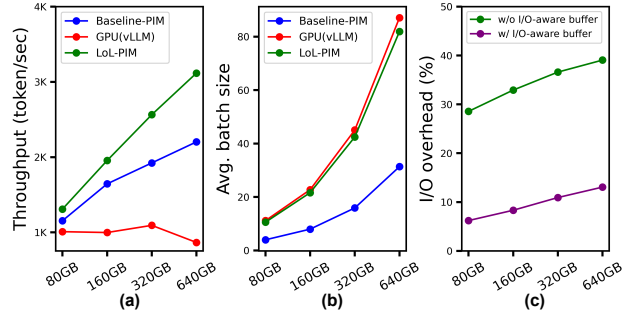 Throughput (token/sec)
4K
3K
2K
1K
Baseline-PIM
GPU(vLLM)
LoL-PIM
80GB
160GB
320GB
640GB
(a)
Avg. batch size
80
60
40
20
0
Baseline-PIM
GPU(vLLM)
LoL-PIM
80GB
160GB
320GB
640GB
(b)
I/O overhead (%)
50
40
30
20
10
0
w/o I/O-aware buffer
w/ I/O-aware buffer
80GB
160GB
320GB
640GB
(c)